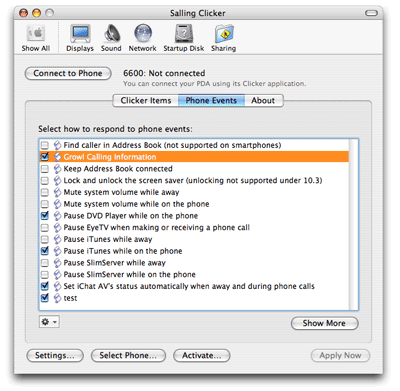 Salling Clicker
Show All
Displays
Sound
Network
Startup Disk
Sharing
Connect to Phone
6600: Not connected
You can connect your PDA using its Clicker application.
Clicker Items
Phone Events
About
Select how to respond to phone events:
Find caller in Address Book (not supported on smartphones)
Growl Calling Information
Keep Address Book connected
Lock and unlock the screen saver (unlocking not supported under 10.3)
Mute system volume while away
Mute system volume while on the phone
Pause DVD Player while on the phone
Pause EyeTV when making or receiving a phone call
Pause iTunes while away
Pause iTunes while on the phone
Pause SlimServer while away
Pause SlimServer while on the phone
Set iChat AV's status automatically when away and during phone calls
test
Show More
Settings...
Select Phone...
Activate...
Apply Now